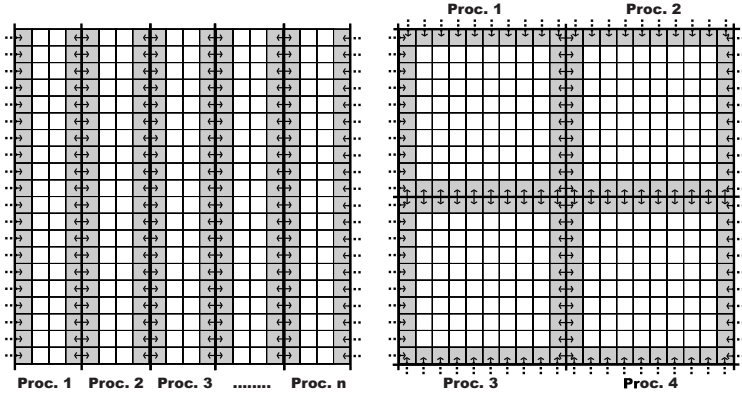 Proc. 1 Proc. 2
Proc. 1 Proc. 2 Proc. 3 ........ Proc. n
Proc. 3 Proc. 4